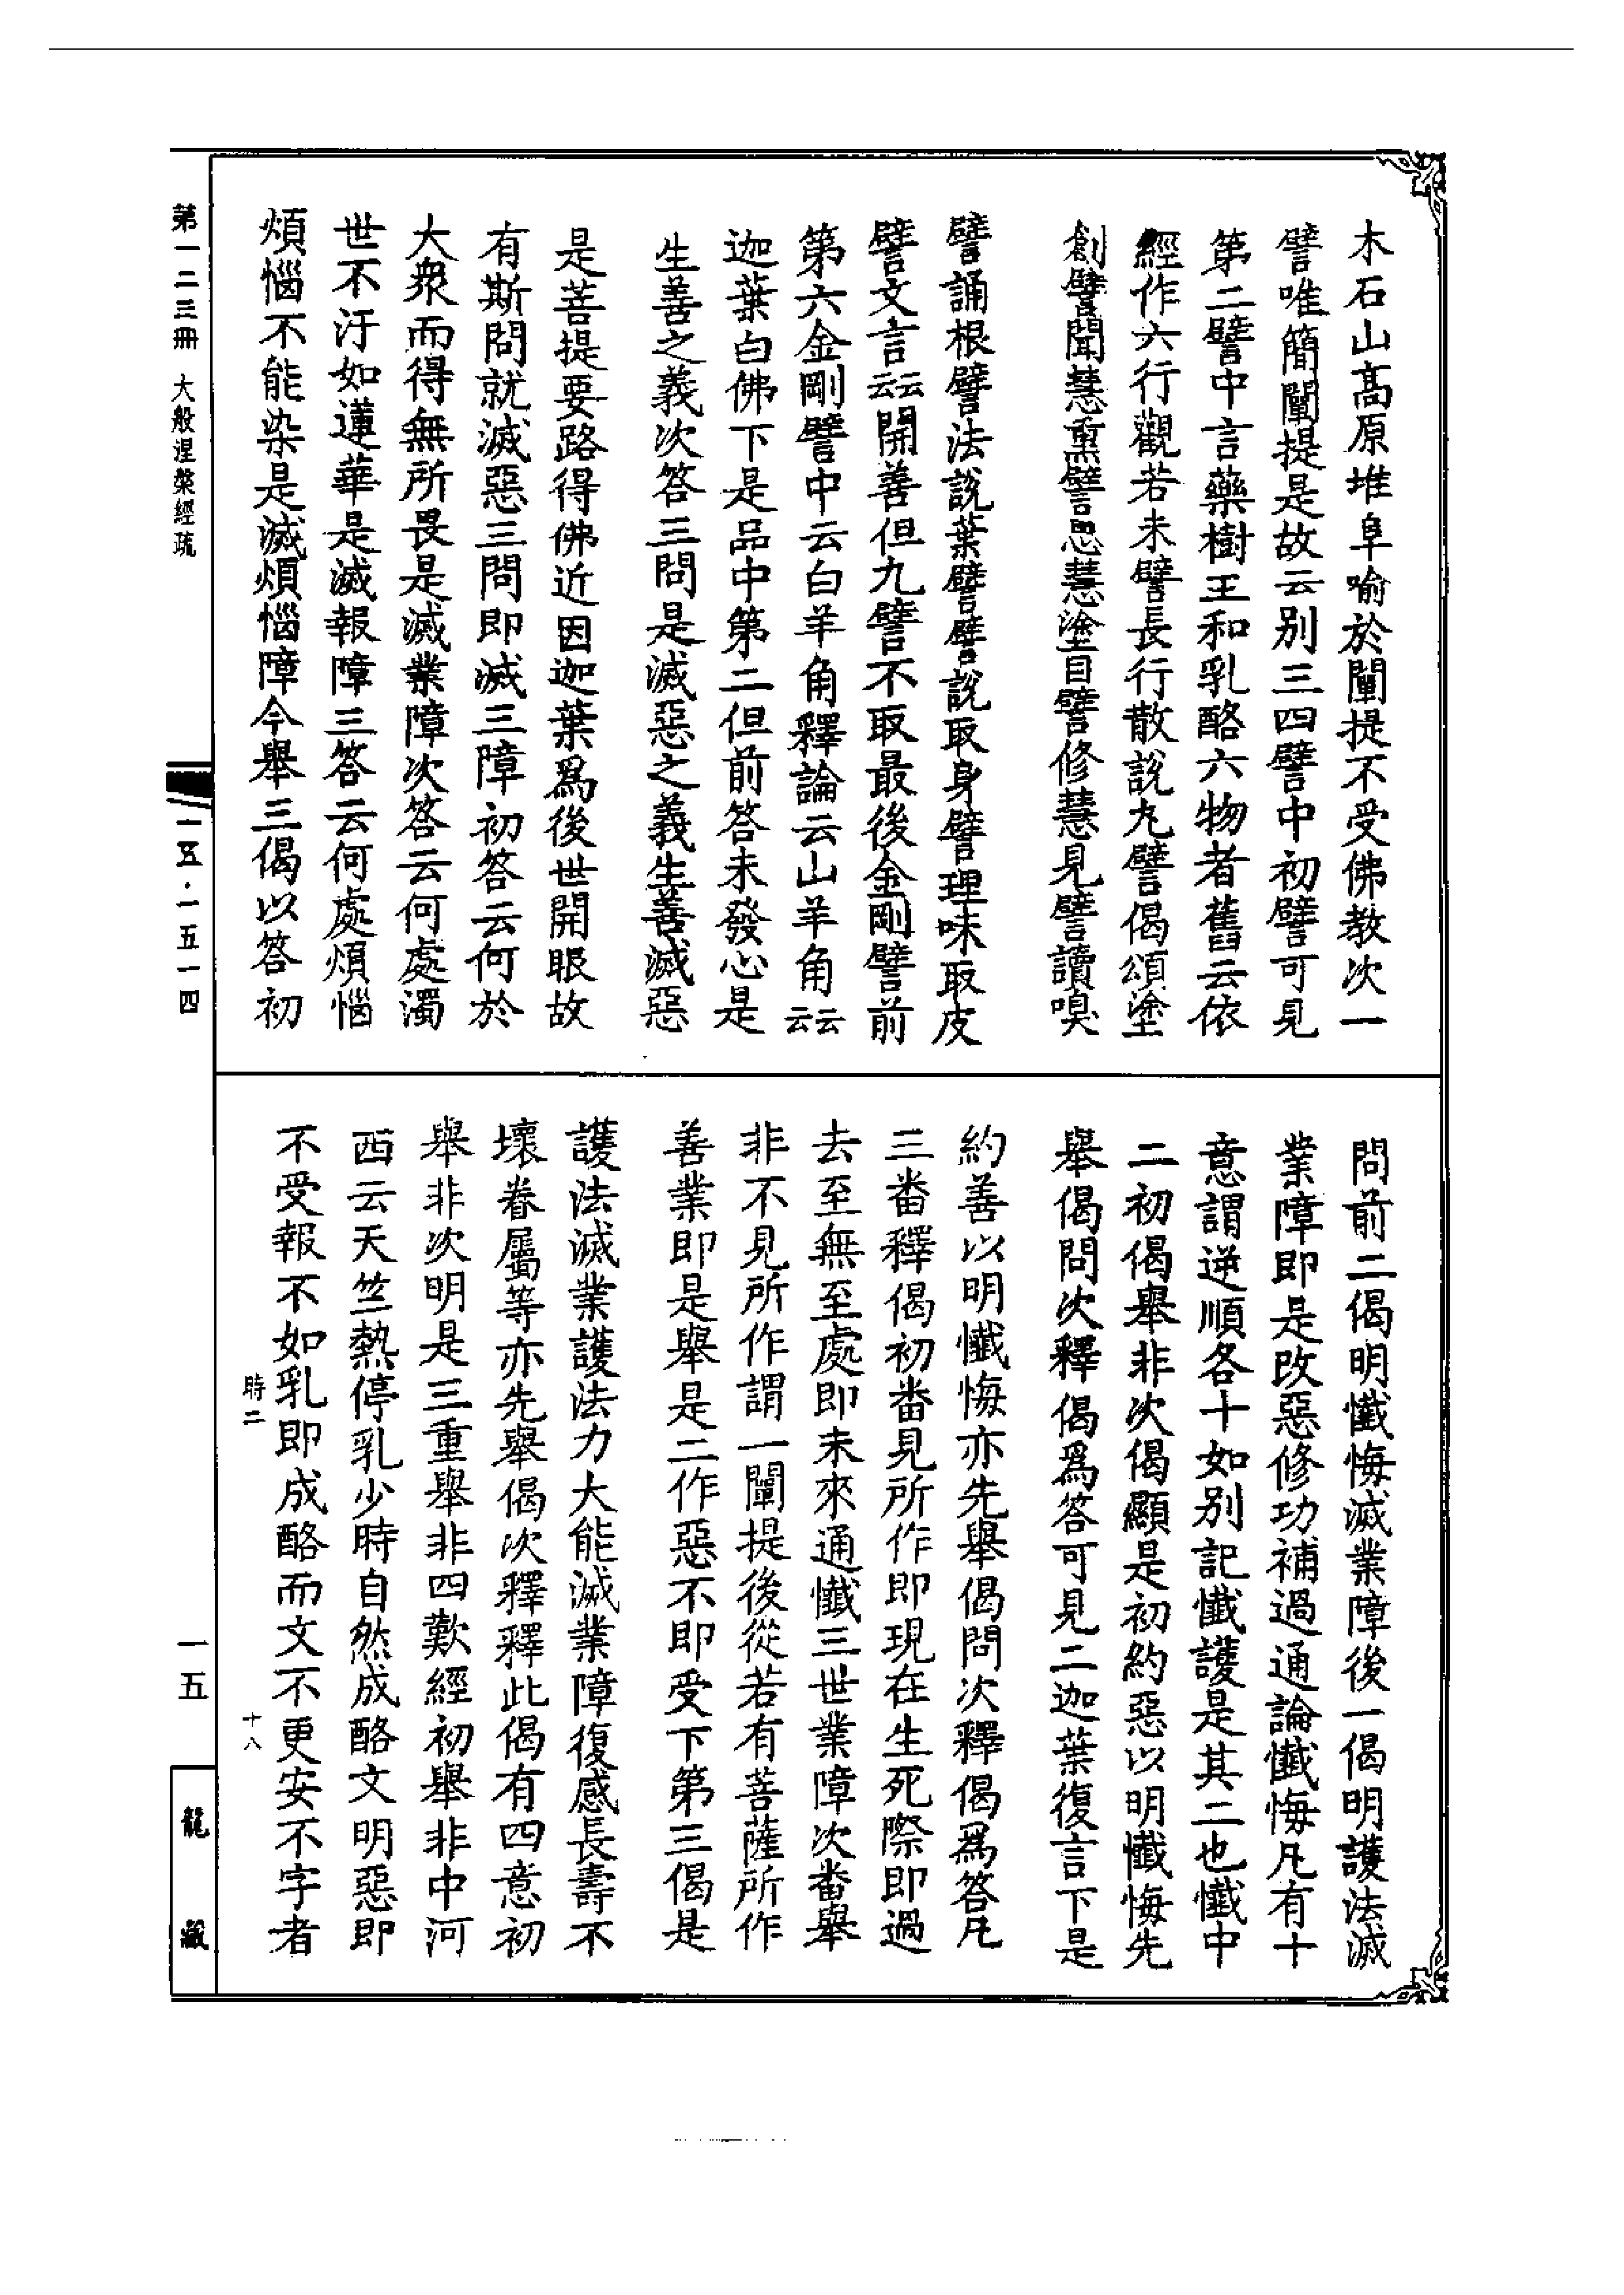 木石山高原堆阜喻於闡提不受佛教次一
譬唯簡闡提是故云别三四譬中初譬可見
第二譬中言藥樹王和乳酪六物者舊云依
經作六行觀若未譬長行散說九譬偈頌塗
創譬聞慧熏譬思慧塗目譬修慧見譬讀嗅
譬誦根譬法說葉譬譬說取身譬理味取皮
譬文言云云開善但九譬不取最後金剛譬前
第六金剛譬中云白羊角釋論云山羊角云云
迦葉白佛下是品中第二但前答未發心是
生善之義次答三問是滅惡之義生善滅惡
是菩提要路得佛近因迦葉爲後世開眼故
有斯問就滅惡三問即滅三障初答云何於
大衆而得無所畏是滅業障次答云何處濁
世不汙如蓮華是滅報障三答云何處煩惱
煩惱不能染是滅煩惱障今舉三偈以答初
問前二偈明懺悔滅業障後一偈明護法滅
業障即是改惡修功補過通論懺悔凡有十
意謂逆順各十如别記懺護是其二也懺中
二初偈舉非次偈顯是初約惡以明懺悔先
舉偈問次釋偈爲答可見二迦葉復言下是
約善以明懺悔亦先舉偈問次釋偈爲答凡
三番釋偈初番見所作即現在生死際即過
去至無至處即未來通懺三世業障次番舉
非不見所作謂一闡提後從若有菩薩所作
善業即是舉是二作惡不即受下第三偈是
護法滅業護法力大能滅業障復感長壽不
壞眷屬等亦先舉偈次釋釋此偈有四意初
舉非次明是三重舉非四歎經初舉非中河
西云天竺熱停乳少時自然成酪文明惡即
不受報不如乳即成酪而文不更安不字者
時二 十八
第一二三冊 大般涅槃經疏
一五·一五一四
一五
龍藏